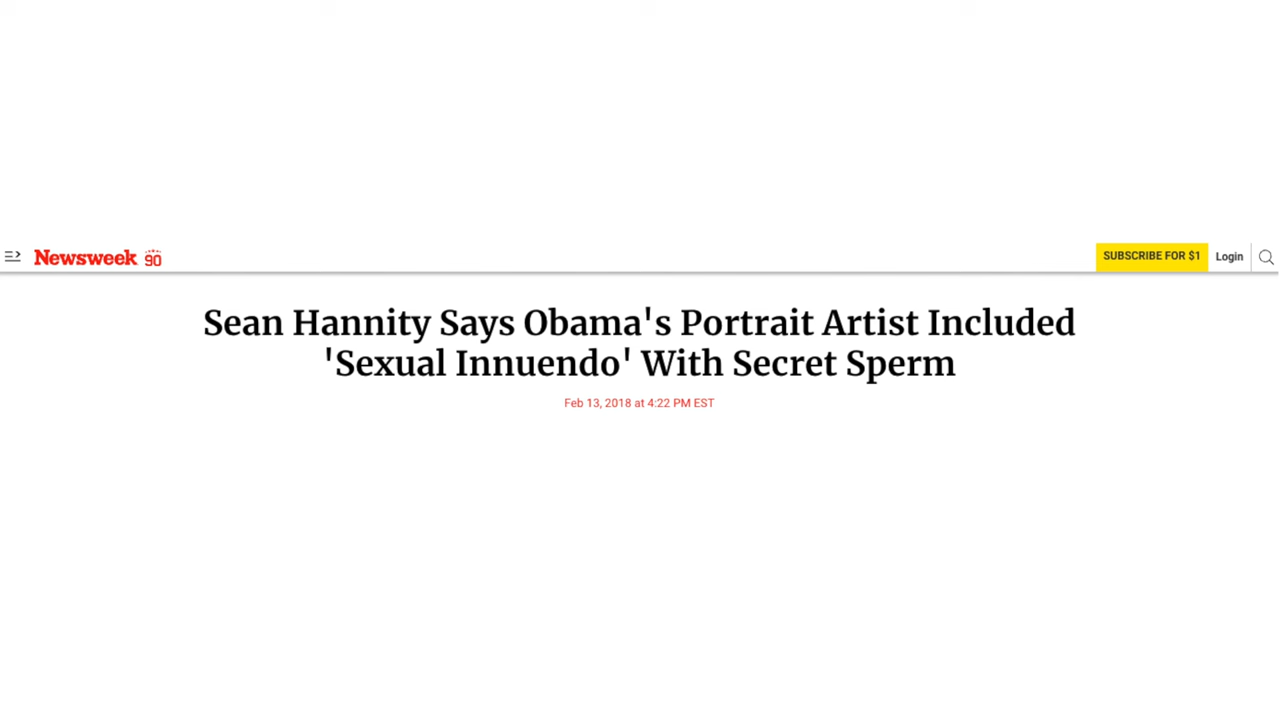 Newsweek 90
SUBSCRIBE FOR $1
Login
Sean Hannity Says Obama's Portrait Artist Included
'Sexual Innuendo' With Secret Sperm
Feb 13, 2018 at 4:22 PM EST